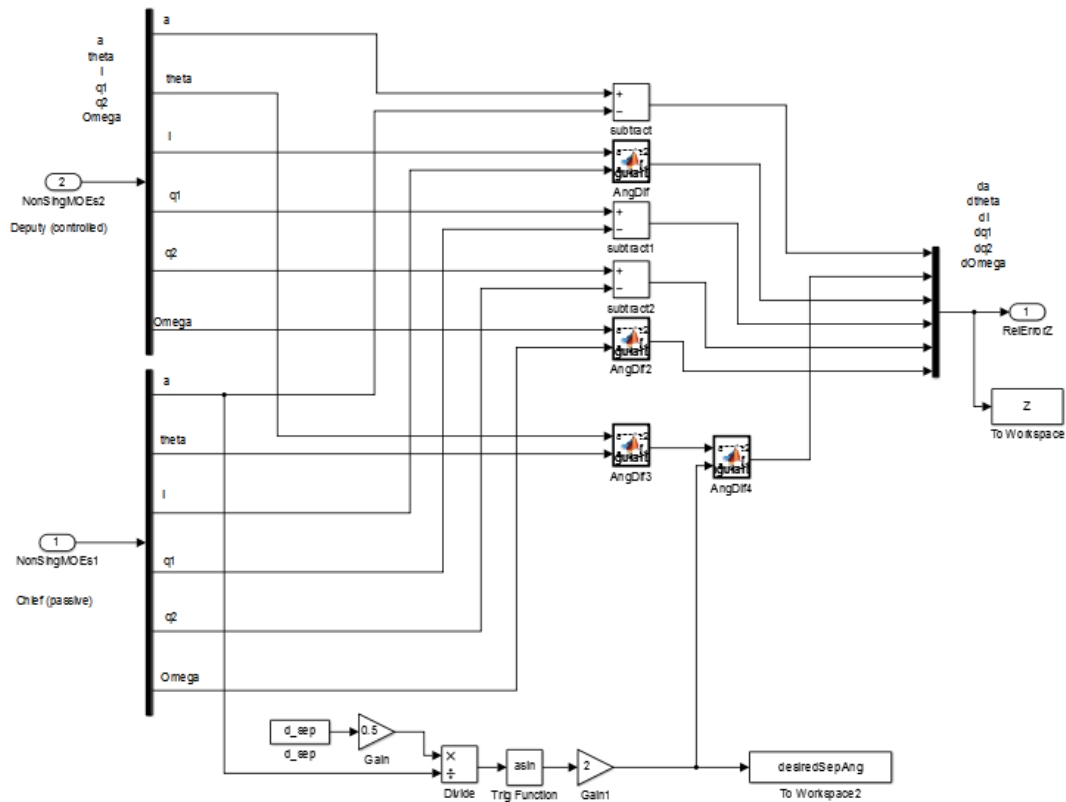 a
theta
I
q1
q2
Omega
2
NonSingMOEs2
Deputy (controlled)
a
theta
I
q1
q2
Omega
+
−
subtract
AngDif
+
−
subtract1
+
−
subtract2
AngDif2
da
dtheta
dI
dq1
dq2
dOmega
1
RelErrorZ
Z
To Workspace
a
theta
I
q1
q2
Omega
1
NonSingMOEs1
Chief (passive)
AngDif3
AngDif4
d_sep
d_sep
0.5
Gain
×
÷
Divide
asin
Trig Function
2
Gain1
desiredSepAng
To Workspace2